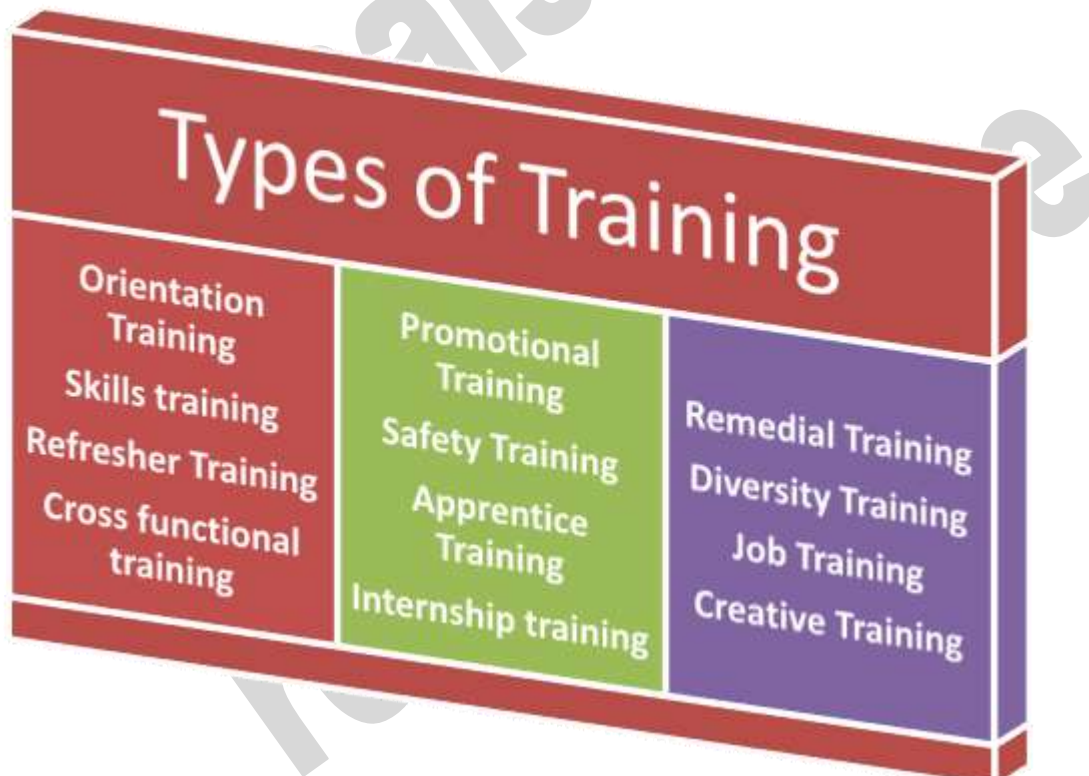 Types of Training
Orientation
Training
Skills training
Refresher Training
Cross functional
training
Promotional
Training
Safety Training
Apprentice
Training
Internship training
Remedial Training
Diversity Training
Job Training
Creative Training